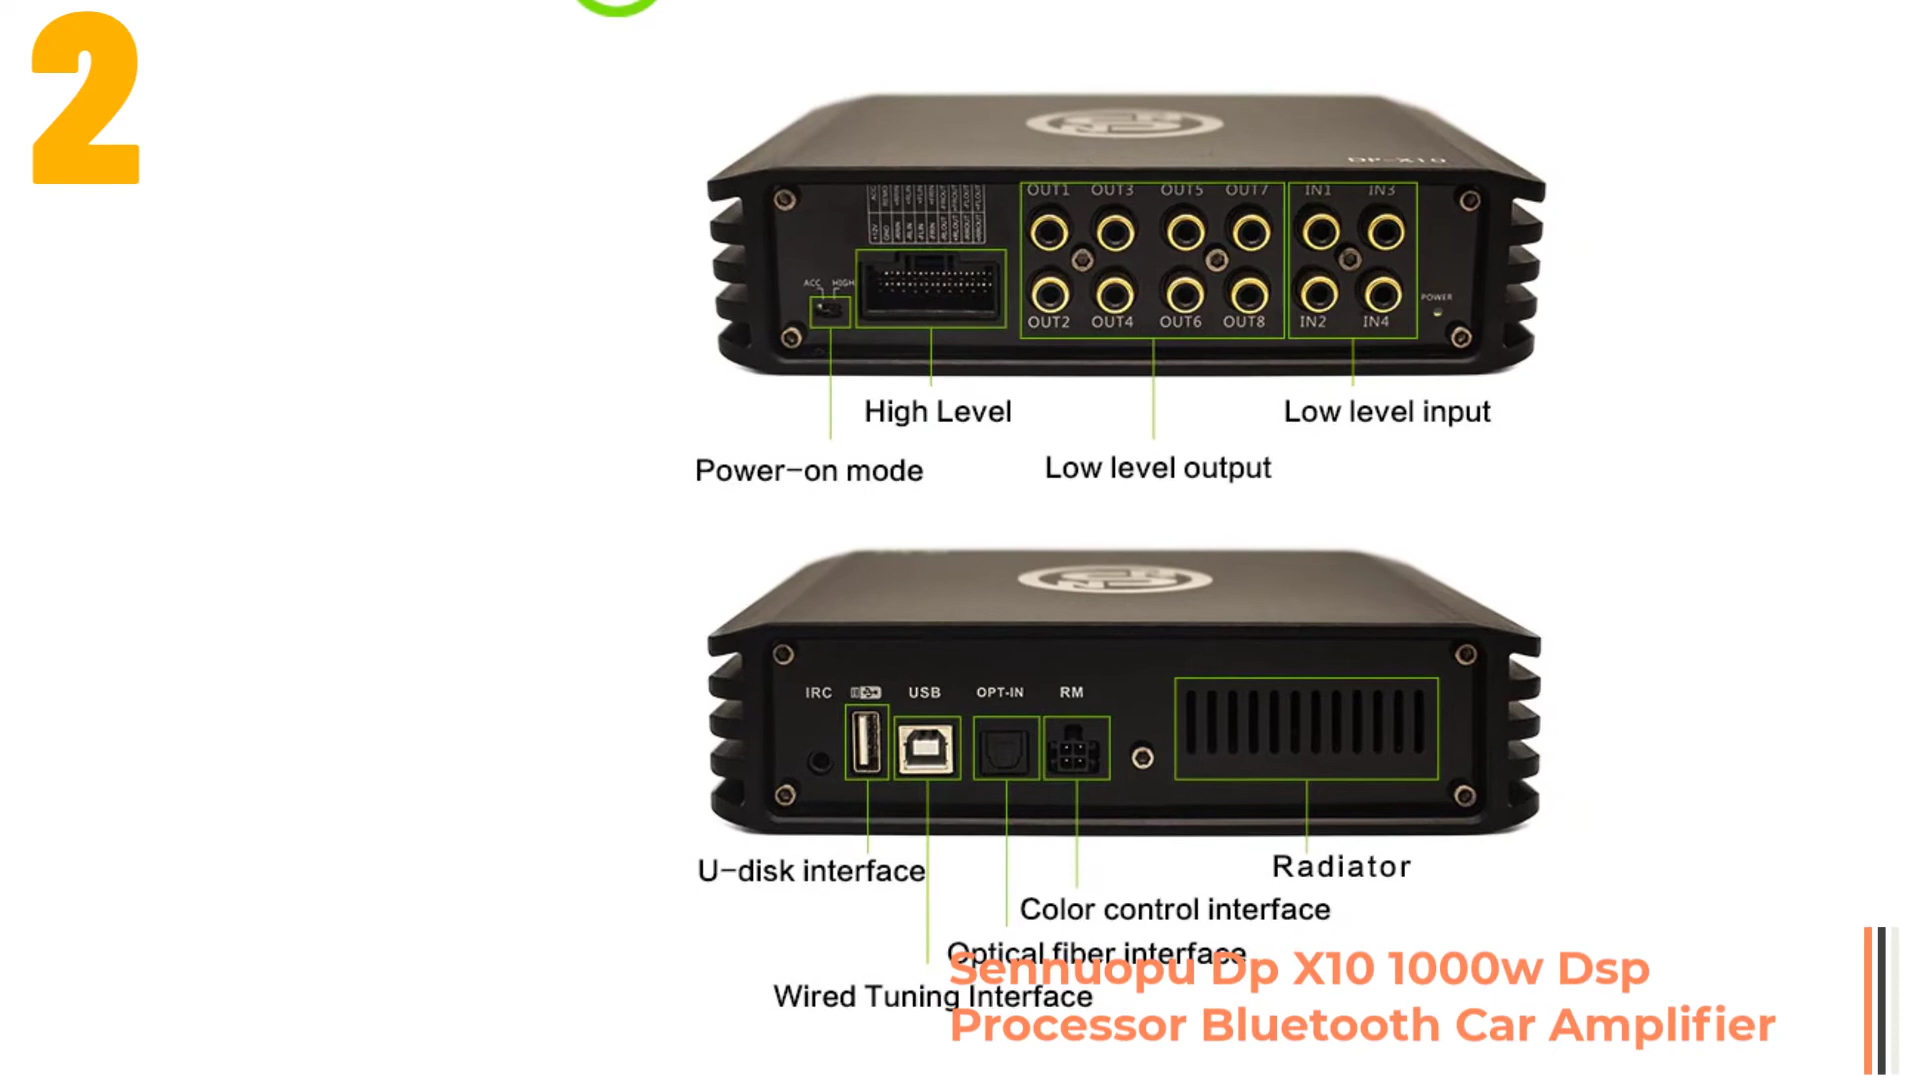 2
DP-X10
OUT1 OUT3 OUT5 OUT7 IN1 IN3
ACC HIGH
POWER
OUT2 OUT4 OUT6 OUT8 IN2 IN4
High Level
Low level input
Power-on mode
Low level output
IRC USB OPT-IN RM
U-disk interface
Radiator
Color control interface
Optical fiber interface
Wired Tuning Interface
Sennuopu Dp X10 1000w Dsp
Processor Bluetooth Car Amplifier